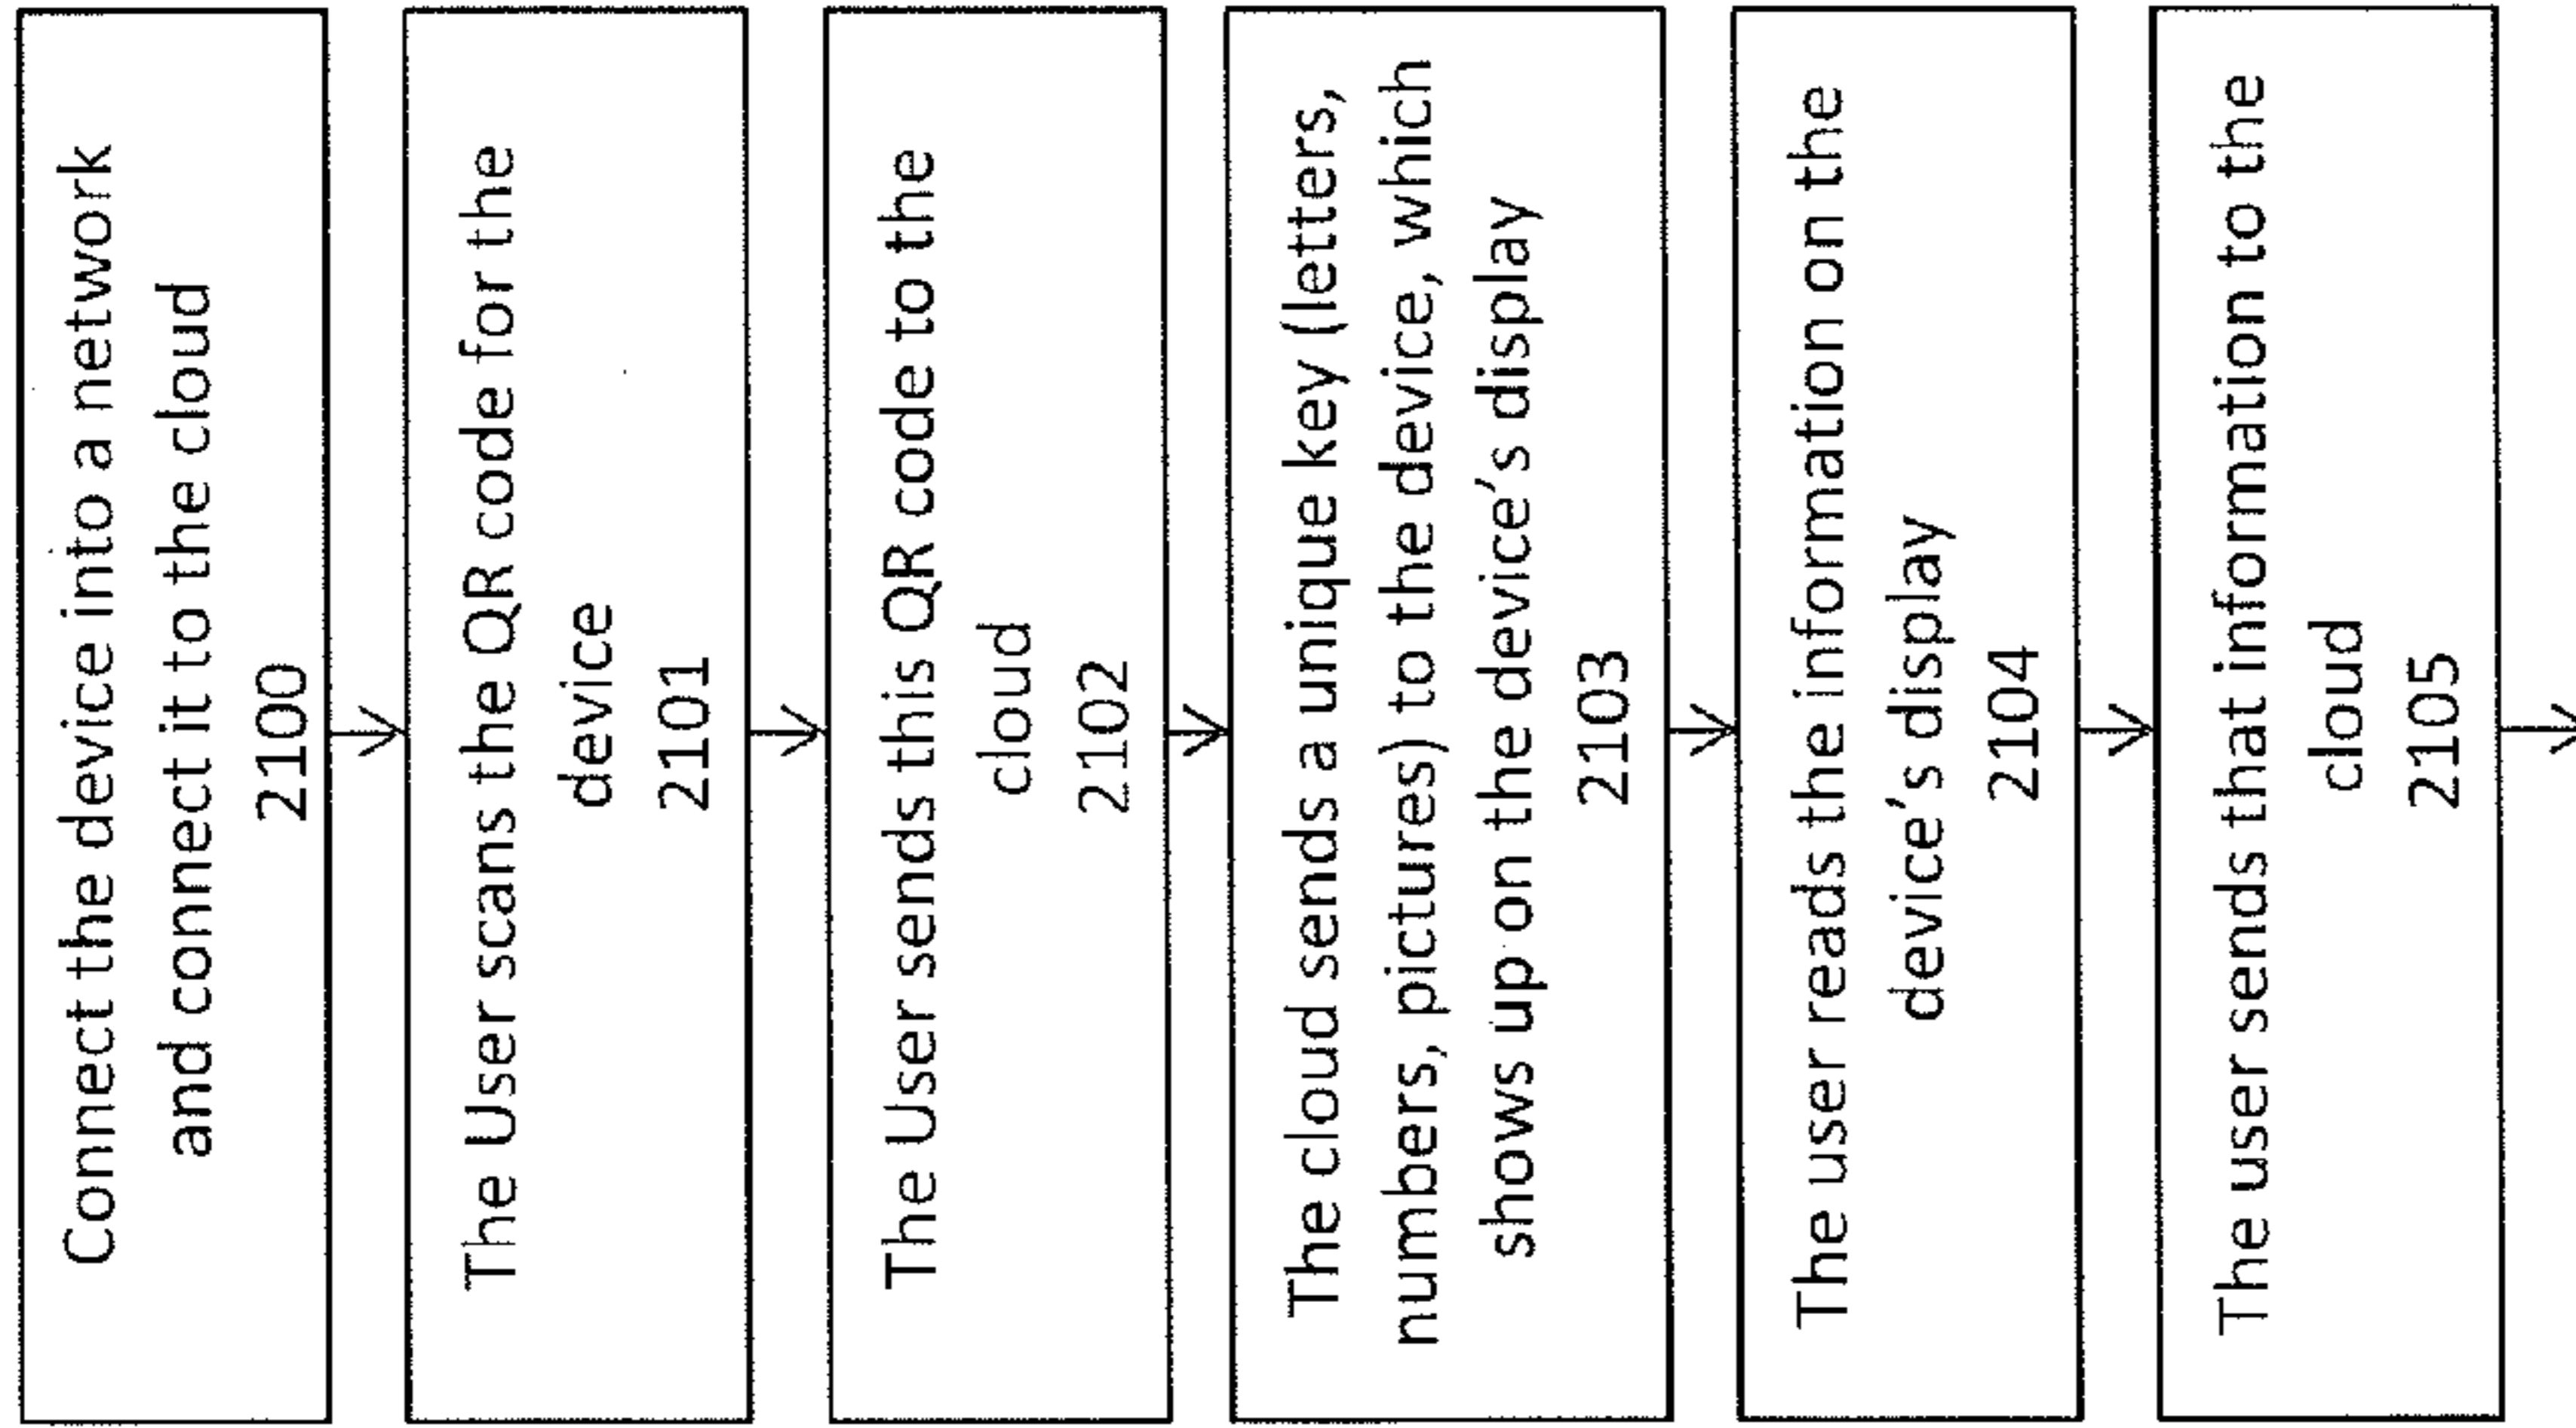 Connect the device into a network
and connect it to the cloud
2100
The User scans the QR code for the
device
2101
The User sends this QR code to the
cloud
2102
The cloud sends a unique key (letters,
numbers, pictures) to the device, which
shows up on the device's display
2103
The user reads the information on the
device's display
2104
The user sends that information to the
cloud
2105